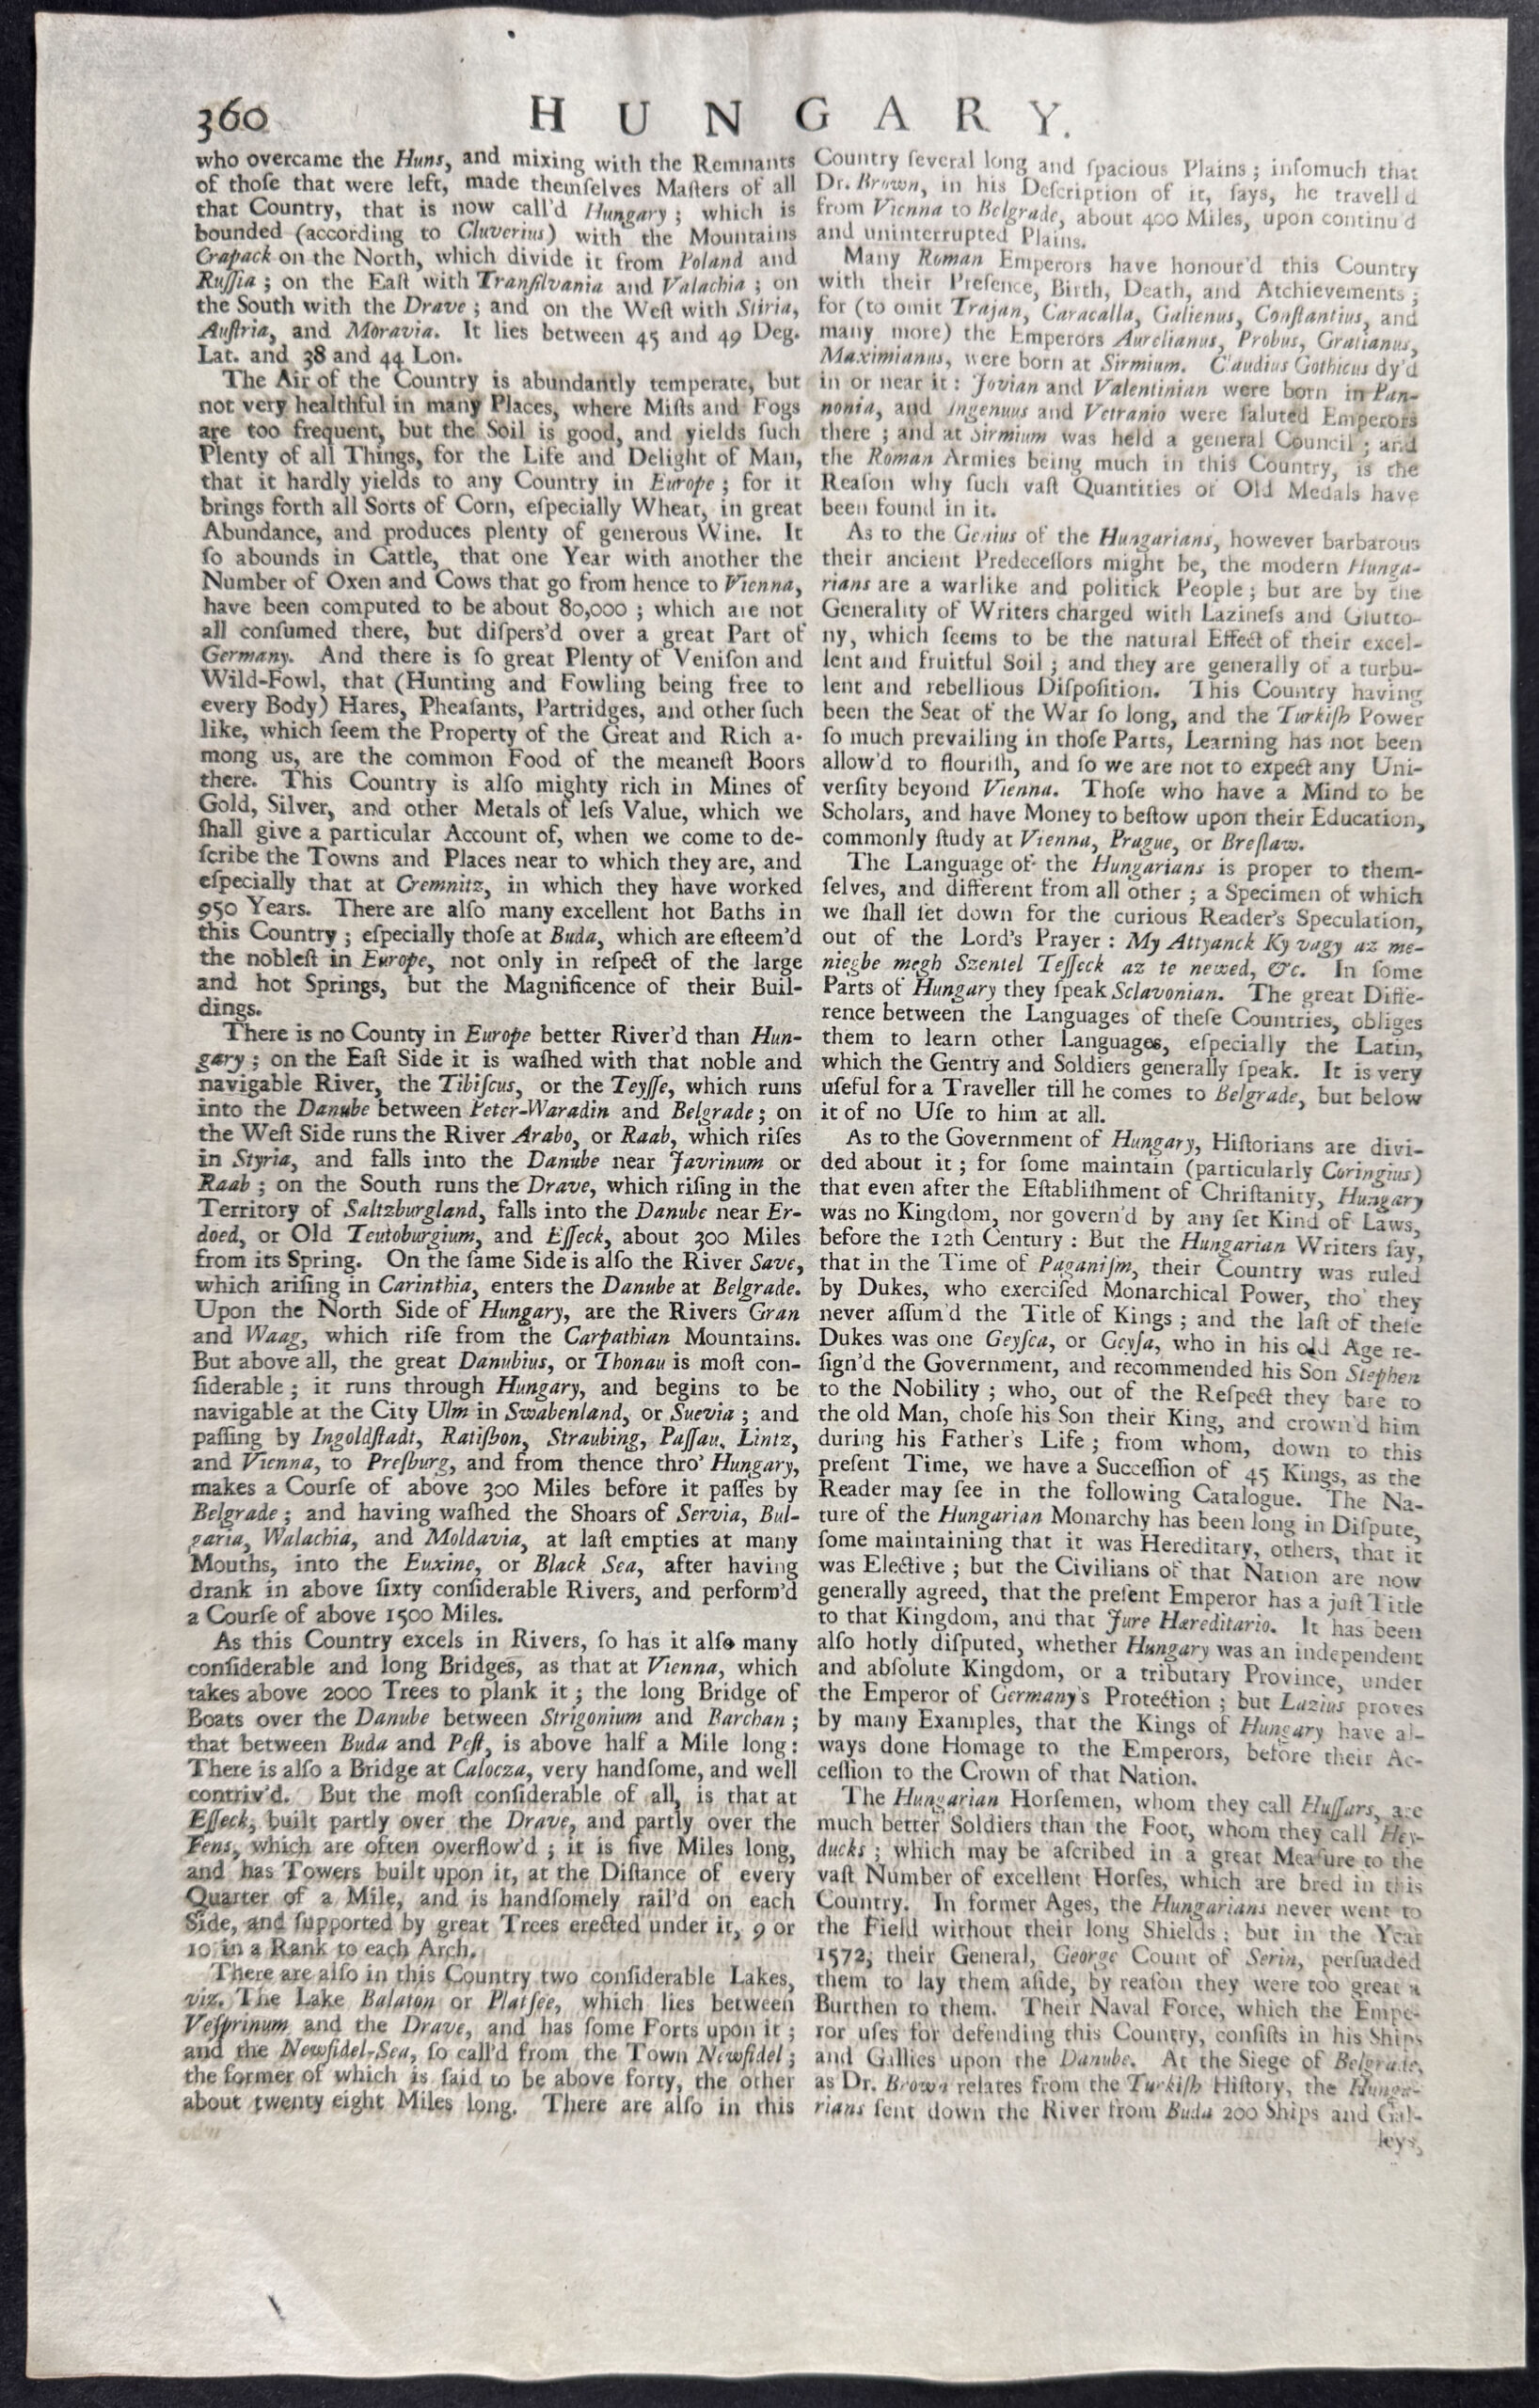 360
HUNGARY.
who overcame the Huns, and mixing with the Remnants
of thoſe that were left, made themſelves Maſters of all
that Country, that is now call'd Hungary; which is
bounded (according to Cluverius) with the Mountains
Crapack on the North, which divide it from Poland and
Ruſſia; on the Eaſt with Tranſilvania and Valachia; on
the South with the Drave; and on the Weſt with Stiria,
Auſtria, and Moravia. It lies between 45 and 49 Deg.
Lat. and 38 and 44 Lon.
The Air of the Country is abundantly temperate, but
not very healthful in many Places, where Miſts and Fogs
are too frequent, but the Soil is good, and yields ſuch
Plenty of all Things, for the Life and Delight of Man,
that it hardly yields to any Country in Europe; for it
brings forth all Sorts of Corn, eſpecially Wheat, in great
Abundance, and produces plenty of generous Wine. It
ſo abounds in Cattle, that one Year with another the
Number of Oxen and Cows that go from hence to Vienna,
have been computed to be about 80,000; which are not
all conſumed there, but diſpers'd over a great Part of
Germany. And there is ſo great Plenty of Veniſon and
Wild-Fowl, that (Hunting and Fowling being free to
every Body) Hares, Pheaſants, Partridges, and other ſuch
like, which ſeem the Property of the Great and Rich a-
mong us, are the common Food of the meaneſt Boors
there. This Country is alſo mighty rich in Mines of
Gold, Silver, and other Metals of leſs Value, which we
ſhall give a particular Account of, when we come to de-
ſcribe the Towns and Places near to which they are, and
eſpecially that at Cremnitz, in which they have worked
950 Years. There are alſo many excellent hot Baths in
this Country; eſpecially thoſe at Buda, which are eſteem'd
the nobleſt in Europe, not only in reſpect of the large
and hot Springs, but the Magnificence of their Buil-
dings.
There is no County in Europe better River'd than Hun-
gary; on the Eaſt Side it is waſhed with that noble and
navigable River, the Tibiſcus, or the Teyſſe, which runs
into the Danube between Peter-Waradin and Belgrade; on
the Weſt Side runs the River Arabo, or Raab, which riſes
in Styria, and falls into the Danube near Javrinum or
Raab; on the South runs the Drave, which riſing in the
Territory of Saltzburgland, falls into the Danube near Er-
doed, or Old Teutoburgium, and Eſſeck, about 300 Miles
from its Spring. On the ſame Side is alſo the River Save,
which ariſing in Carinthia, enters the Danube at Belgrade.
Upon the North Side of Hungary, are the Rivers Gran
and Waag, which riſe from the Carpathian Mountains.
But above all, the great Danubius, or Thonau is moſt con-
ſiderable; it runs through Hungary, and begins to be
navigable at the City Ulm in Swabenland, or Suevia; and
paſſing by Ingoldſtadt, Ratiſbon, Straubing, Paſſau, Lintz,
and Vienna, to Preſburg, and from thence thro' Hungary,
makes a Courſe of above 300 Miles before it paſſes by
Belgrade; and having waſhed the Shoars of Servia, Bul-
garia, Walachia, and Moldavia, at laſt empties at many
Mouths, into the Euxine, or Black Sea, after having
drank in above ſixty conſiderable Rivers, and perform'd
a Courſe of above 1500 Miles.
As this Country excels in Rivers, ſo has it alſo many
conſiderable and long Bridges, as that at Vienna, which
takes above 2000 Trees to plank it; the long Bridge of
Boats over the Danube between Strigonium and Barchan;
that between Buda and Peſt, is above half a Mile long:
There is alſo a Bridge at Calocza, very handſome, and well
contriv'd. But the moſt conſiderable of all, is that at
Eſſeck, built partly over the Drave, and partly over the
Fens, which are often overflow'd; it is five Miles long,
and has Towers built upon it, at the Diſtance of every
Quarter of a Mile, and is handſomely rail'd on each
Side, and ſupported by great Trees erected under it, 9 or
10 in a Rank to each Arch.
There are alſo in this Country two conſiderable Lakes,
viz. The Lake Balaton or Platſee, which lies between
Veſprinum and the Drave, and has ſome Forts upon it;
and the Newſidel-Sea, ſo call'd from the Town Newſidel;
the former of which is ſaid to be above forty, the other
about twenty eight Miles long. There are alſo in this
Country ſeveral long and ſpacious Plains; inſomuch that
Dr. Brown, in his Deſcription of it, ſays, he travell'd
from Vienna to Belgrade, about 400 Miles, upon continu'd
and uninterrupted Plains.
Many Roman Emperors have honour'd this Country
with their Preſence, Birth, Death, and Atchievements;
for (to omit Trajan, Caracalla, Galienus, Conſtantius, and
many more) the Emperors Aurelianus, Probus, Gratianus,
Maximianus, were born at Sirmium. Claudius Gothicus dy'd
in or near it: Jovian and Valentinian were born in Pan-
nonia, and Ingenuus and Vetranio were ſaluted Emperors
there; and at Sirmium was held a general Council; and
the Roman Armies being much in this Country, is the
Reaſon why ſuch vaſt Quantities of Old Medals have
been found in it.
As to the Genius of the Hungarians, however barbarous
their ancient Predeceſſors might be, the modern Hunga-
rians are a warlike and politick People; but are by the
Generality of Writers charged with Lazineſs and Glutto-
ny, which ſeems to be the natural Effect of their excel-
lent and fruitful Soil; and they are generally of a turbu-
lent and rebellious Diſpoſition. This Country having
been the Seat of the War ſo long, and the Turkiſh Power
ſo much prevailing in thoſe Parts, Learning has not been
allow'd to flouriſh, and ſo we are not to expect any Uni-
verſity beyond Vienna. Thoſe who have a Mind to be
Scholars, and have Money to beſtow upon their Education,
commonly ſtudy at Vienna, Prague, or Breſlaw.
The Language of the Hungarians is proper to them-
ſelves, and different from all other; a Specimen of which
we ſhall ſet down for the curious Reader's Speculation,
out of the Lord's Prayer: My Attyanck Ky vagy az me-
niegbe megh Szentel Teſſeck az te newed, &c. In ſome
Parts of Hungary they ſpeak Sclavonian. The great Diffe-
rence between the Languages of theſe Countries, obliges
them to learn other Languages, eſpecially the Latin,
which the Gentry and Soldiers generally ſpeak. It is very
uſeful for a Traveller till he comes to Belgrade, but below
it of no Uſe to him at all.
As to the Government of Hungary, Hiſtorians are divi-
ded about it; for ſome maintain (particularly Coringius)
that even after the Eſtabliſhment of Chriſtanity, Hungary
was no Kingdom, nor govern'd by any ſet Kind of Laws,
before the 12th Century: But the Hungarian Writers ſay,
that in the Time of Paganiſm, their Country was ruled
by Dukes, who exerciſed Monarchical Power, tho' they
never aſſum'd the Title of Kings; and the laſt of theſe
Dukes was one Geyſca, or Geyſa, who in his old Age re-
ſign'd the Government, and recommended his Son Stephen
to the Nobility; who, out of the Reſpect they bare to
the old Man, choſe his Son their King, and crown'd him
during his Father's Life; from whom, down to this
preſent Time, we have a Succeſſion of 45 Kings, as the
Reader may ſee in the following Catalogue. The Na-
ture of the Hungarian Monarchy has been long in Diſpute,
ſome maintaining that it was Hereditary, others, that it
was Elective; but the Civilians of that Nation are now
generally agreed, that the preſent Emperor has a juſt Title
to that Kingdom, and that Jure Hæreditario. It has been
alſo hotly diſputed, whether Hungary was an independent
and abſolute Kingdom, or a tributary Province, under
the Emperor of Germany's Protection; but Lazius proves
by many Examples, that the Kings of Hungary have al-
ways done Homage to the Emperors, before their Ac-
ceſſion to the Crown of that Nation.
The Hungarian Horſemen, whom they call Huſſars, are
much better Soldiers than the Foot, whom they call Hey-
ducks; which may be aſcribed in a great Meaſure to the
vaſt Number of excellent Horſes, which are bred in this
Country. In former Ages, the Hungarians never went to
the Field without their long Shields; but in the Year
1572, their General, George Count of Serin, perſuaded
them to lay them aſide, by reaſon they were too great a
Burthen to them. Their Naval Force, which the Empe-
ror uſes for defending this Country, conſiſts in his Ships
and Gallies upon the Danube. At the Siege of Belgrade,
as Dr. Brown relates from the Turkiſh Hiſtory, the Hunga-
rians ſent down the River from Buda 200 Ships and Gal-
leys,